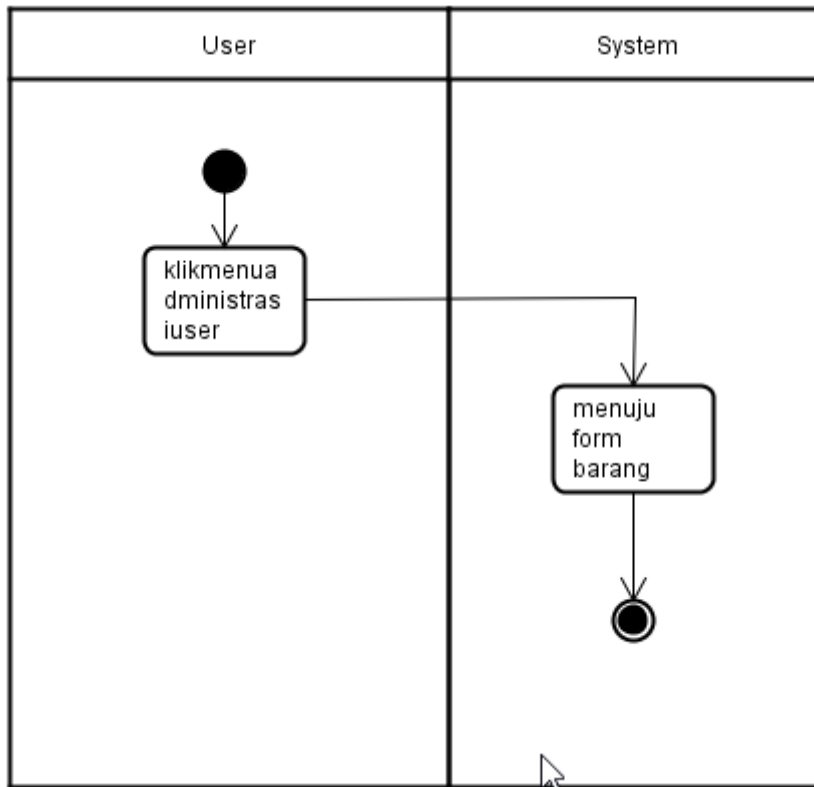 User
System
klikmenua
dministras
iuser
menuju
form
barang